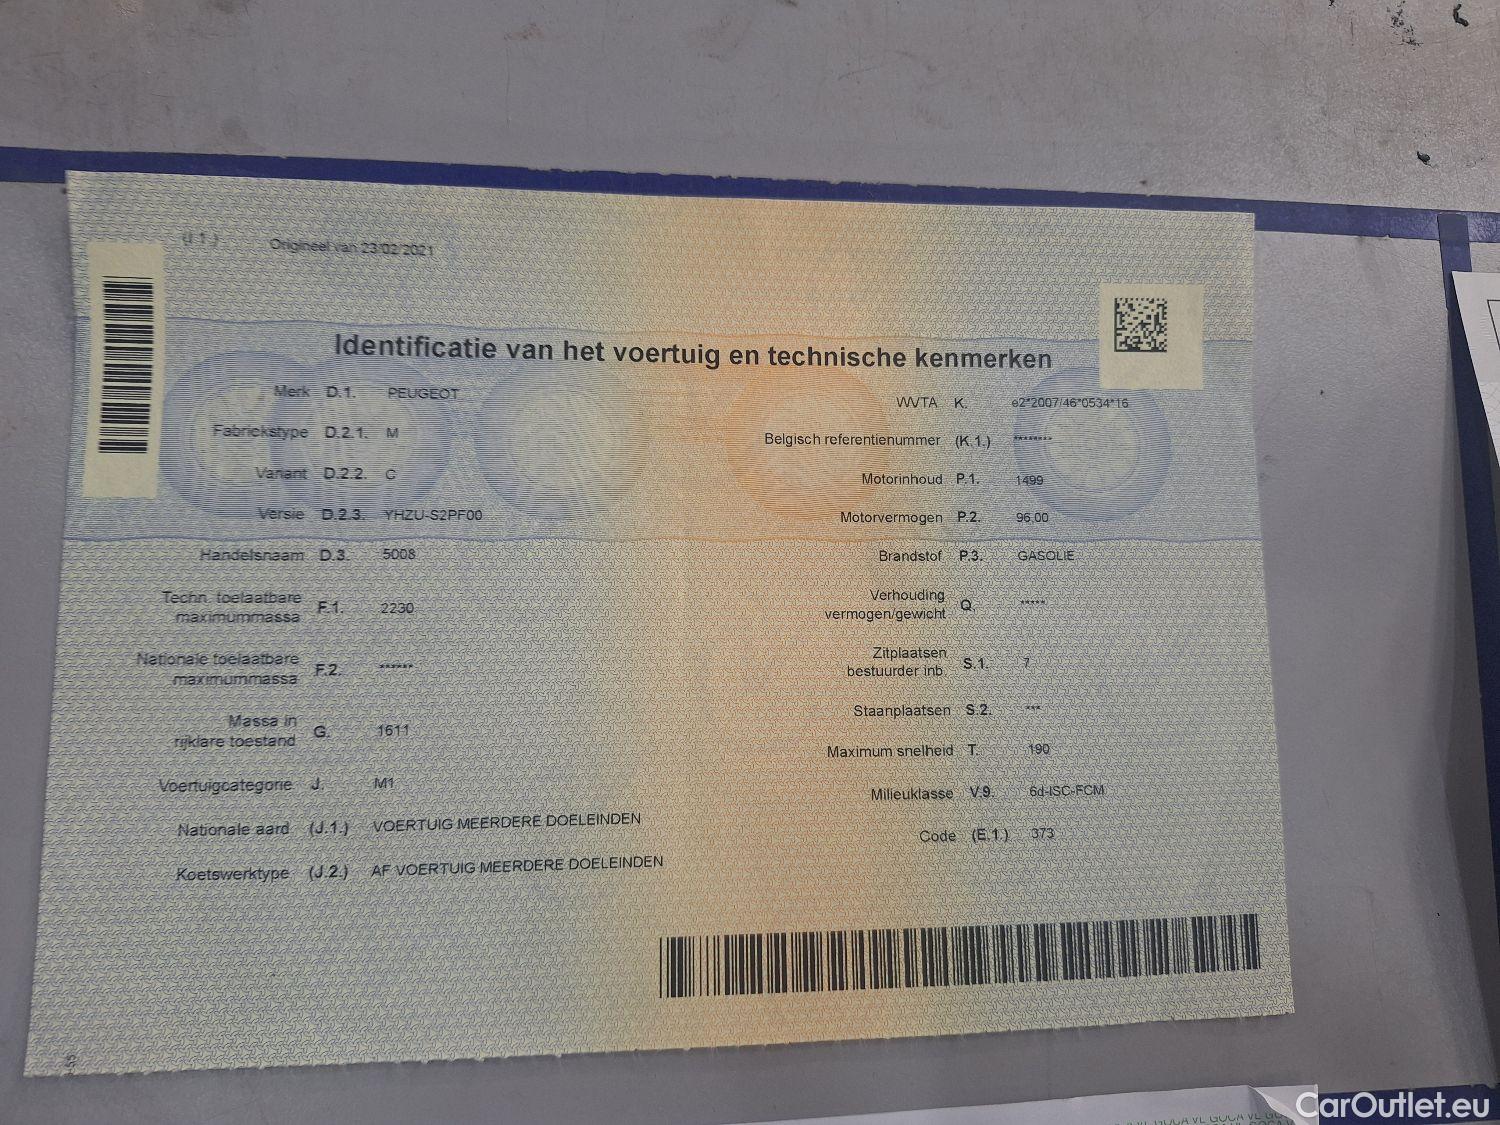 (I.1.) Origineel van 23/02/2021
Identificatie van het voertuig en technische kenmerken
Merk D.1. PEUGEOT
Fabriekstype D.2.1. M
Variant D.2.2. C
Versie D.2.3. YHZU-S2PF00
Handelsnaam D.3. 5008
Techn. toelaatbare
maximummassa F.1. 2230
Nationale toelaatbare
maximummassa F.2. ******
Massa in
rijklare toestand G. 1611
Voertuigcategorie J. M1
Nationale aard (J.1.) VOERTUIG MEERDERE DOELEINDEN
Koetswerktype (J.2.) AF VOERTUIG MEERDERE DOELEINDEN
WVTA K. e2*2007/46*0534*16
Belgisch referentienummer (K.1.) ********
Motorinhoud P.1. 1499
Motorvermogen P.2. 96,00
Brandstof P.3. GASOLIE
Verhouding
vermogen/gewicht Q. *****
Zitplaatsen
bestuurder inb. S.1. 7
Staanplaatsen S.2. ***
Maximum snelheid T. 190
Milieuklasse V.9. 6d-ISC-FCM
Code (E.1.) 373
CarOutlet.eu